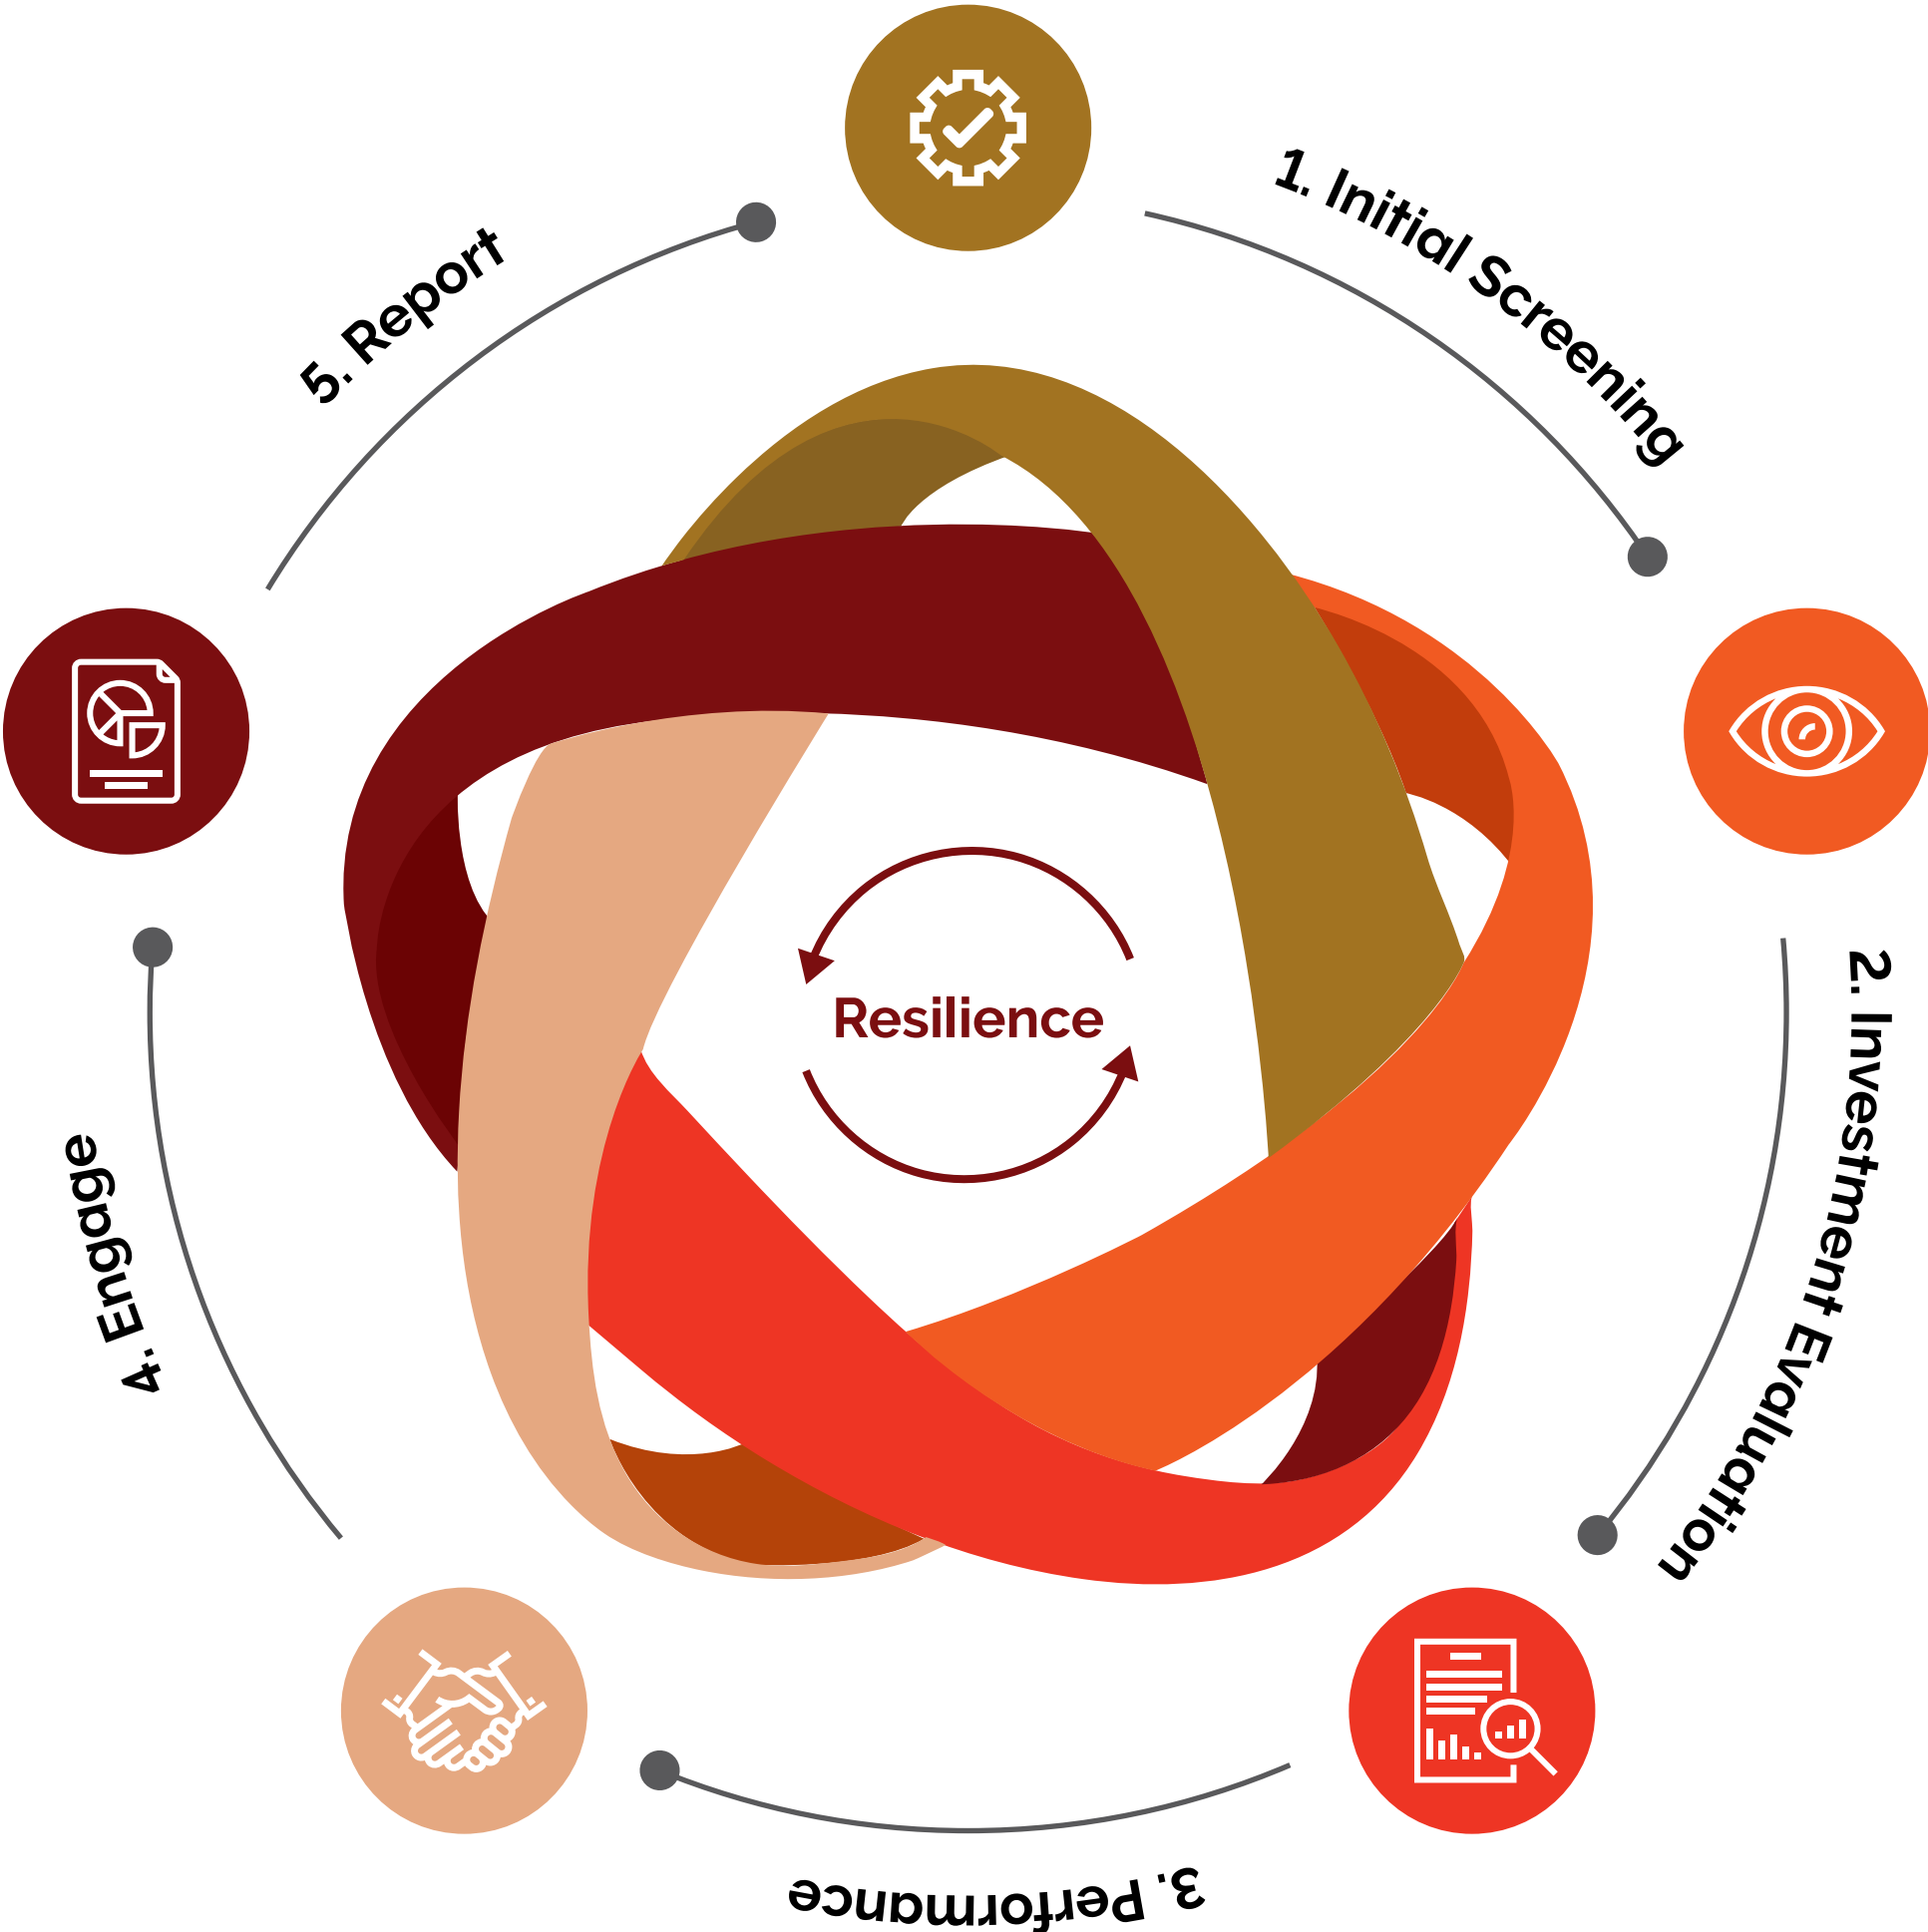 1. Initial Screening
2. Investment Evaluation
3. Performance
4. Engage
5. Report
Resilience